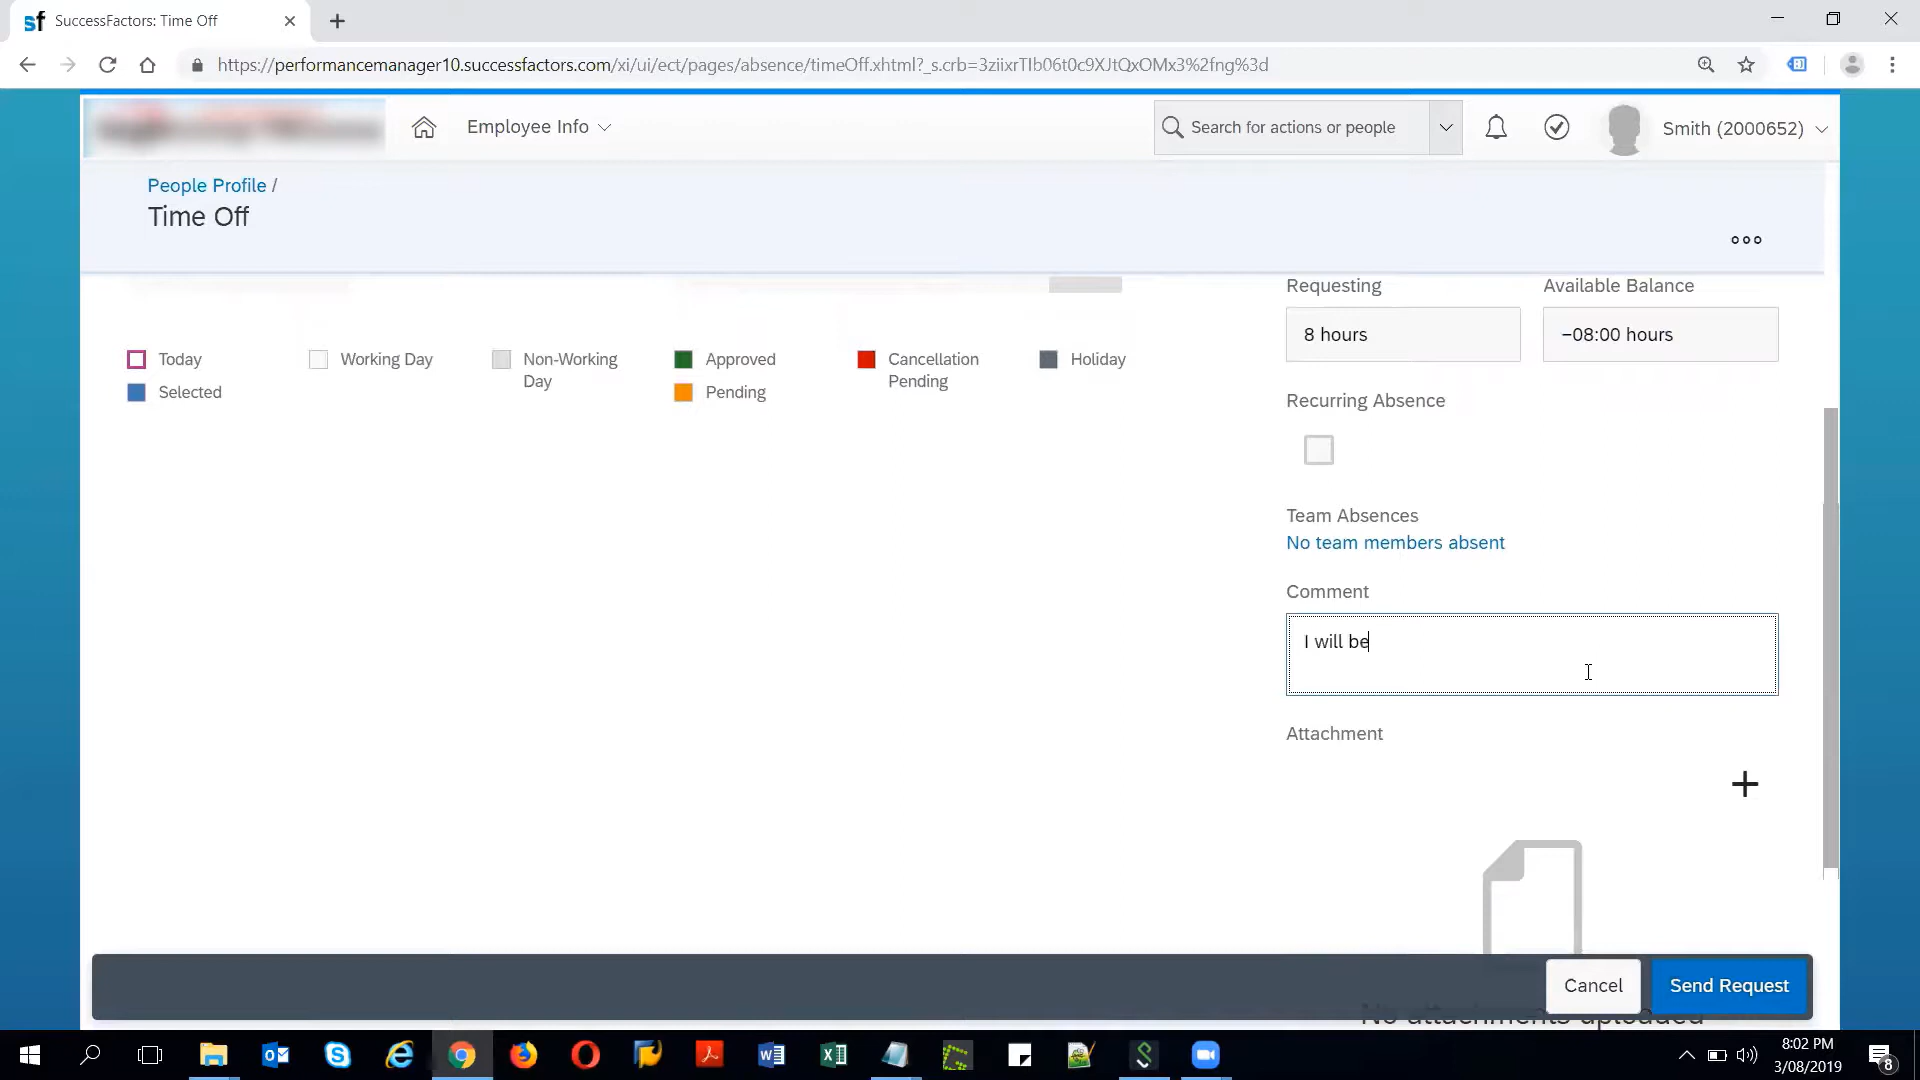 SuccessFactors: Time Off
https://performancemanager10.successfactors.com/xi/ui/ect/pages/absence/timeOff.xhtml?_s.crb=3ziixrTIb06t0c9XJtQxOMx3%2fng%3d
Employee Info
Search for actions or people
Smith (2000652)
People Profile /
Time Off
Requesting
Available Balance
8 hours
−08:00 hours
Today
Working Day
Non-Working
Day
Approved
Cancellation
Pending
Holiday
Selected
Pending
Recurring Absence
Team Absences
No team members absent
Comment
I will be
Attachment
Cancel
Send Request
No attachments uploaded
8:02 PM
3/08/2019
8